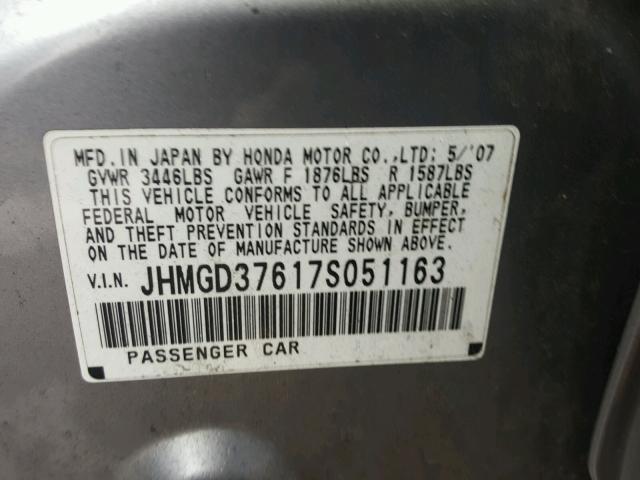 MFD. IN JAPAN BY HONDA MOTOR CO.,LTD: 5/'07
GVWR 3446LBS GAWR F 1876LBS R 1587LBS
THIS VEHICLE CONFORMS TO ALL APPLICABLE
FEDERAL MOTOR VEHICLE SAFETY, BUMPER,
AND THEFT PREVENTION STANDARDS IN EFFECT
ON THE DATE OF MANUFACTURE SHOWN ABOVE.
V.I.N. JHMGD37617S051163
PASSENGER CAR